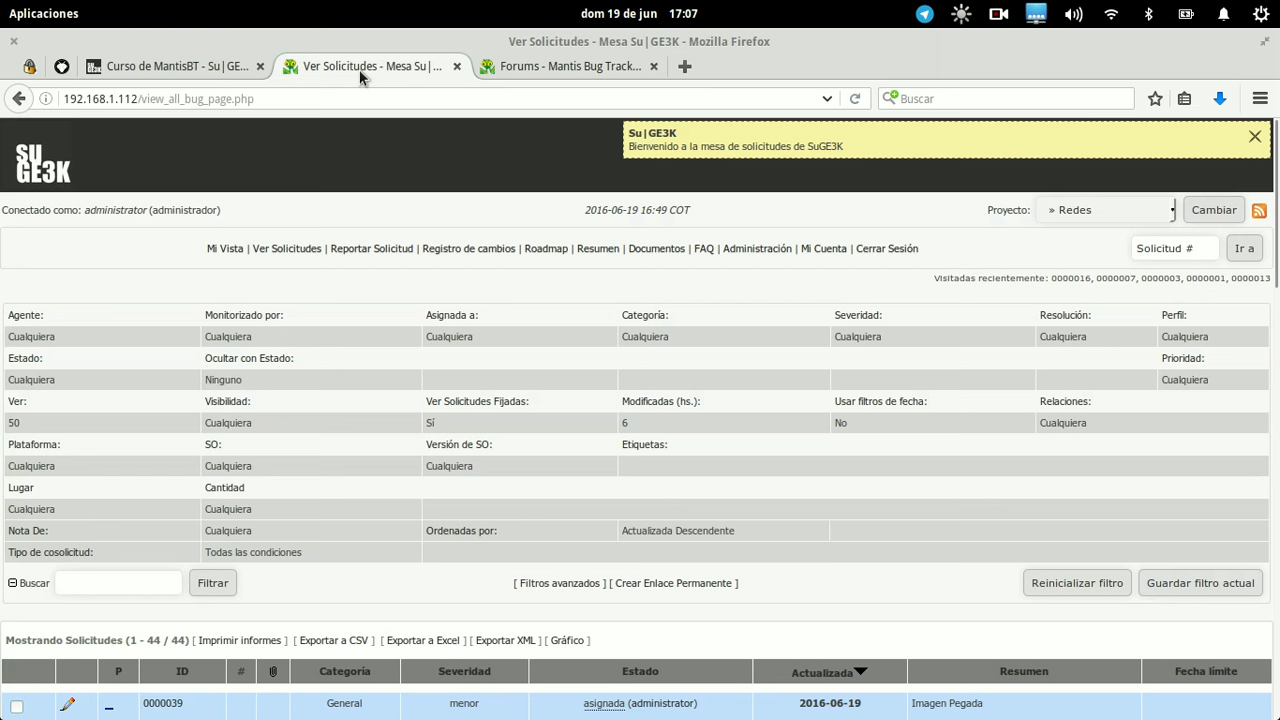 Aplicaciones
dom 19 de jun 17:07
Ver Solicitudes - Mesa Su|GE3K - Mozilla Firefox
Curso de MantisBT - Su|GE...
Ver Solicitudes - Mesa Su|...
Forums - Mantis Bug Track...
192.168.1.112/view_all_bug_page.php
Buscar
SU
GE3K
Su|GE3K
Bienvenido a la mesa de solicitudes de SuGE3K
Conectado como: administrator (administrador)
2016-06-19 16:49 COT
Proyecto: » Redes Cambiar
Mi Vista | Ver Solicitudes | Reportar Solicitud | Registro de cambios | Roadmap | Resumen | Documentos | FAQ | Administración | Mi Cuenta | Cerrar Sesión
Solicitud # Ir a
Visitadas recientemente: 0000016, 0000007, 0000003, 0000001, 0000013
Agente: Monitorizado por: Asignada a: Categoría: Severidad: Resolución: Perfil:
Cualquiera Cualquiera Cualquiera Cualquiera Cualquiera Cualquiera Cualquiera
Estado: Ocultar con Estado: Prioridad:
Cualquiera Ninguno Cualquiera
Ver: Visibilidad: Ver Solicitudes Fijadas: Modificadas (hs.): Usar filtros de fecha: Relaciones:
50 Cualquiera Sí 6 No Cualquiera
Plataforma: SO: Versión de SO: Etiquetas:
Cualquiera Cualquiera Cualquiera
Lugar Cantidad
Cualquiera Cualquiera
Nota De: Cualquiera Ordenadas por: Actualizada Descendente
Tipo de cosolicitud: Todas las condiciones
Buscar Filtrar [ Filtros avanzados ] [ Crear Enlace Permanente ] Reinicializar filtro Guardar filtro actual
Mostrando Solicitudes (1 - 44 / 44) [ Imprimir informes ] [ Exportar a CSV ] [ Exportar a Excel ] [ Exportar XML ] [ Gráfico ]
P ID # Categoría Severidad Estado Actualizada Resumen Fecha límite
0000039 General menor asignada (administrator) 2016-06-19 Imagen Pegada